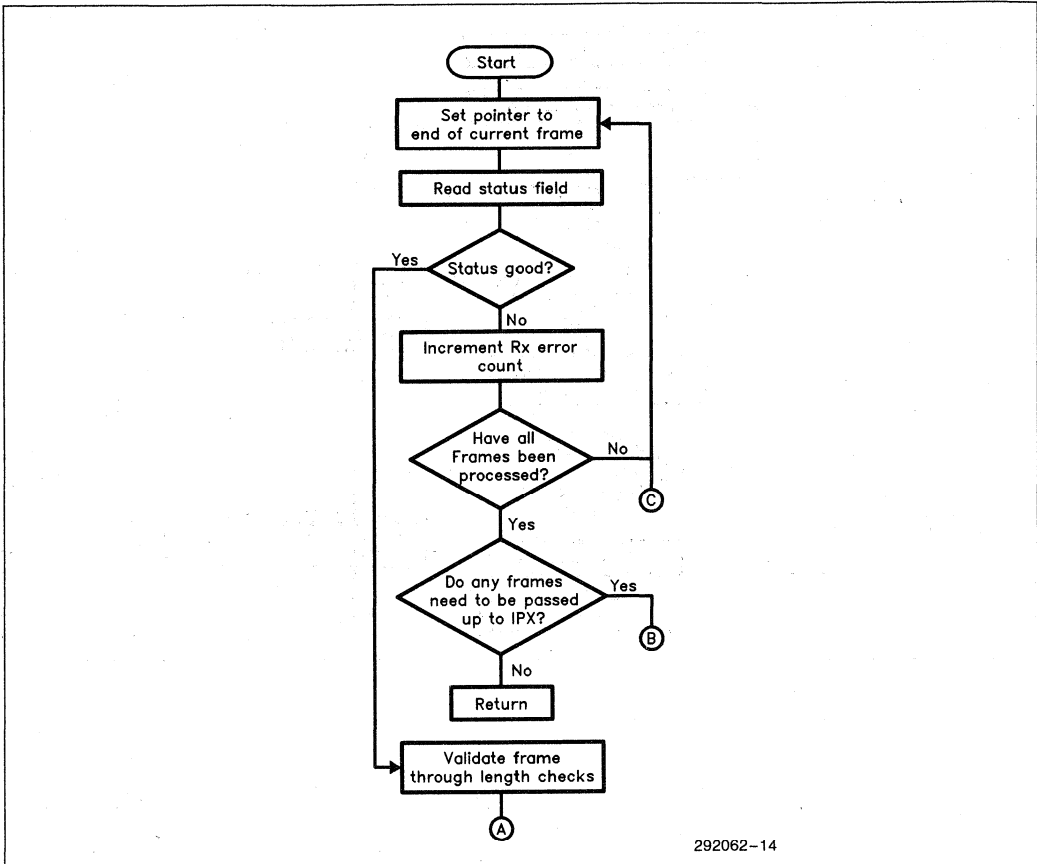 Start
Set pointer to
end of current frame
Read status field
Yes
Status good?
No
Increment Rx error
count
Have all
Frames been
processed?
No
C
Yes
Do any frames
need to be passed
up to IPX?
Yes
B
No
Return
Validate frame
through length checks
A
292062–14